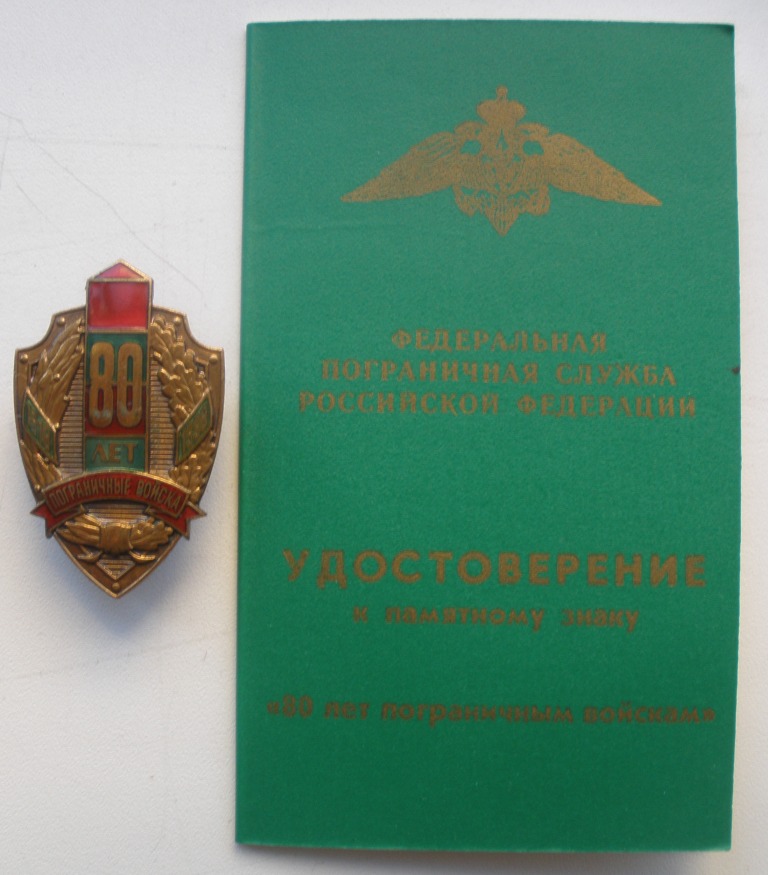 80
ЛЕТ
ПОГРАНИЧНЫЕ ВОЙСКА
ФЕДЕРАЛЬНАЯ
ПОГРАНИЧНАЯ СЛУЖБА
РОССИЙСКОЙ ФЕДЕРАЦИИ
УДОСТОВЕРЕНИЕ
к памятному знаку
«80 лет пограничным войскам»